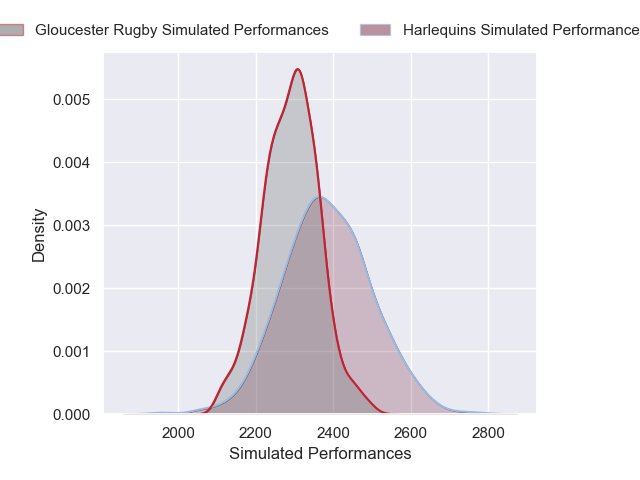 Gloucester Rugby Simulated Performances Harlequins Simulated Performance
0.005
0.004
0.003
0.002
0.001
0.000
Density
2000 2200 2400 2600 2800
Simulated Performances